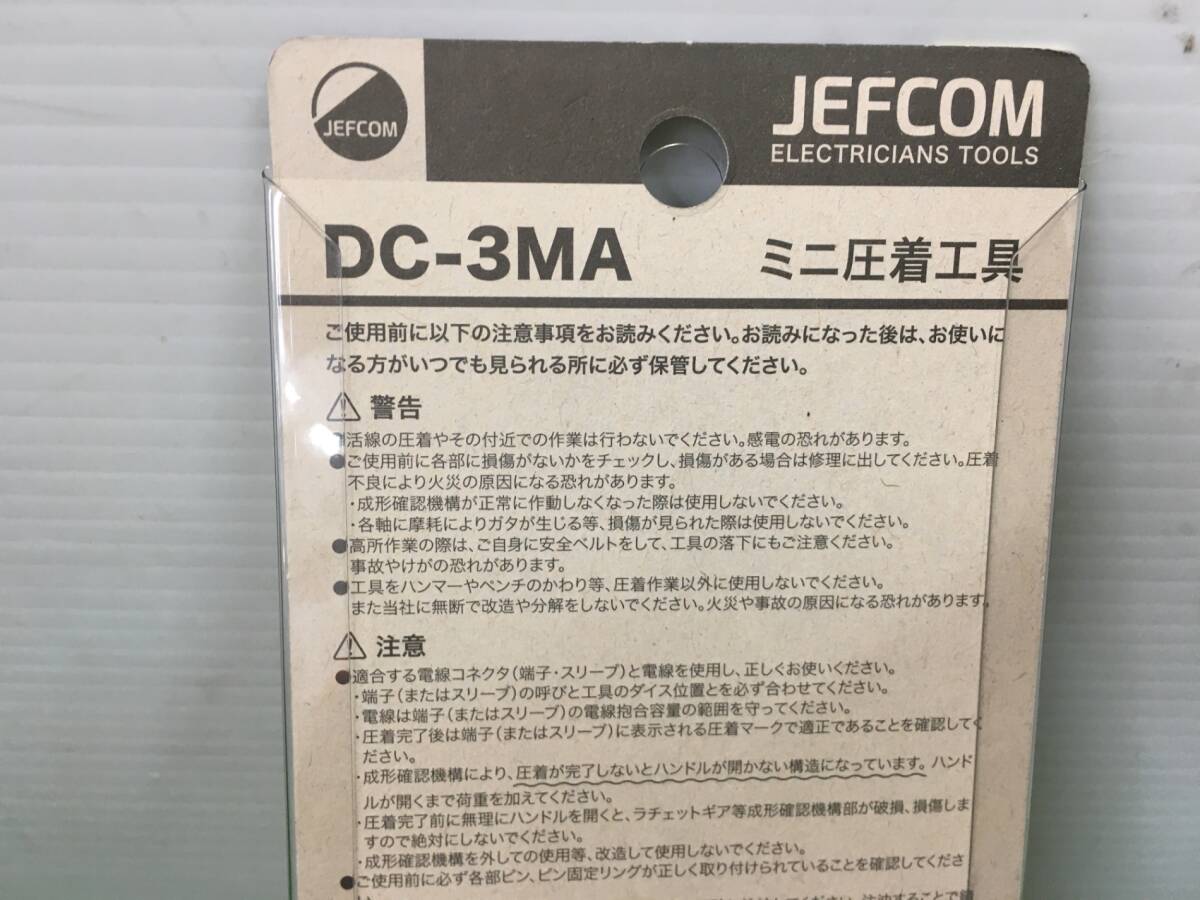 JEFCOM
JEFCOM
ELECTRICIANS TOOLS
DC-3MA ミニ圧着工具
ご使用前に以下の注意事項をお読みください。お読みになった後は、お使いに
なる方がいつでも見られる所に必ず保管してください。
警告
●活線の圧着やその付近での作業は行わないでください。感電の恐れがあります。
●ご使用前に各部に損傷がないかをチェックし、損傷がある場合は修理に出してください。圧着
不良により火災の原因になる恐れがあります。
・成形確認機構が正常に作動しなくなった際は使用しないでください。
・各軸に摩耗によりガタが生じる等、損傷が見られた際は使用しないでください。
●高所作業の際は、ご自身に安全ベルトをして、工具の落下にもご注意ください。
事故やけがの恐れがあります。
●工具をハンマーやペンチのかわり等、圧着作業以外に使用しないでください。
また当社に無断で改造や分解をしないでください。火災や事故の原因になる恐れがあります。
注意
●適合する電線コネクタ（端子・スリーブ）と電線を使用し、正しくお使いください。
・端子（またはスリーブ）の呼びと工具のダイス位置とを必ず合わせてください。
・電線は端子（またはスリーブ）の電線抱合容量の範囲を守ってください。
・圧着完了後は端子（またはスリーブ）に表示される圧着マークで適正であることを確認してく
ださい。
・成形確認機構により、圧着が完了しないとハンドルが開かない構造になっています。ハンド
ルが開くまで荷重を加えてください。
・圧着完了前に無理にハンドルを開くと、ラチェットギア等成形確認機構部が破損、損傷しま
すので絶対にしないでください。
・成形確認機構を外しての使用等、改造して使用しないでください。
●ご使用前に必ず各部ピン、ピン固定リングが正しく取り付けられていることを確認してくださ
い。